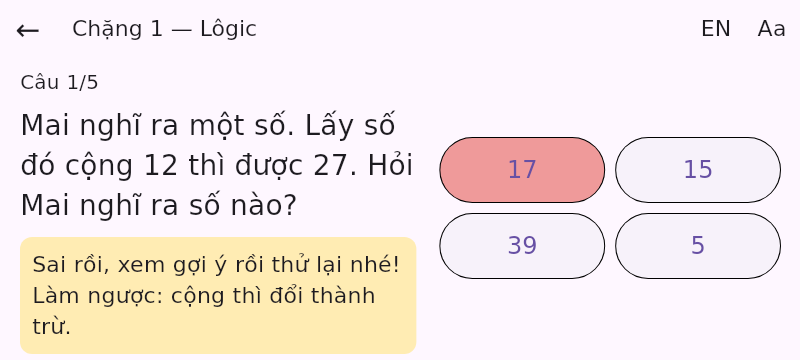 ← Chặng 1 — Lôgic EN Aa
Câu 1/5
Mai nghĩ ra một số. Lấy số
đó cộng 12 thì được 27. Hỏi
Mai nghĩ ra số nào?
Sai rồi, xem gợi ý rồi thử lại nhé!
Làm ngược: cộng thì đổi thành
trừ.
17 15
39 5